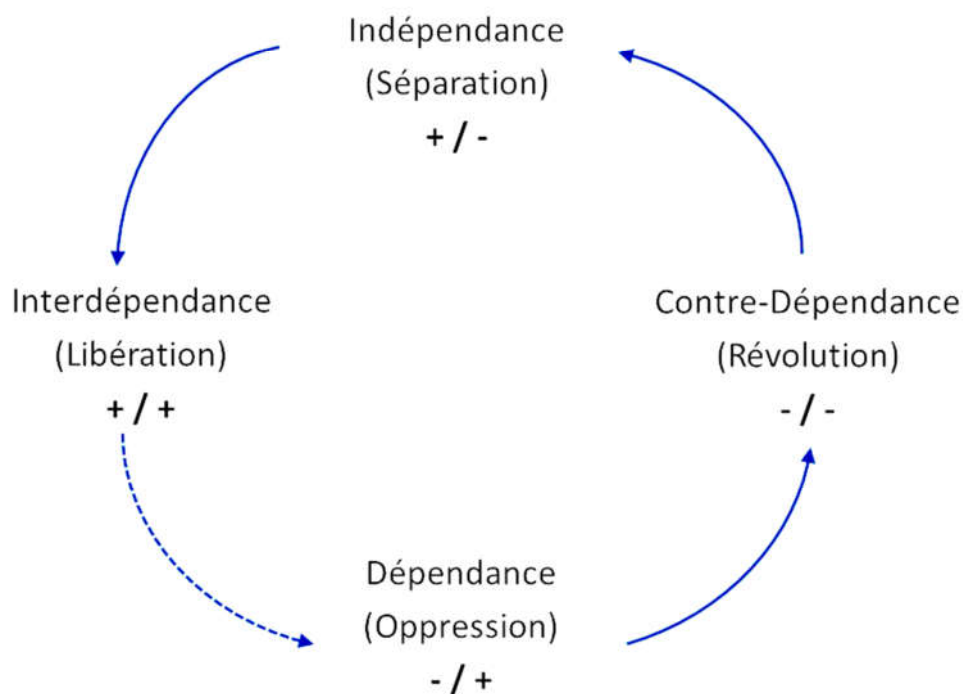 Indépendance
(Séparation)
+ / -
Interdépendance
(Libération)
+ / +
Contre-Dépendance
(Révolution)
- / -
Dépendance
(Oppression)
- / +